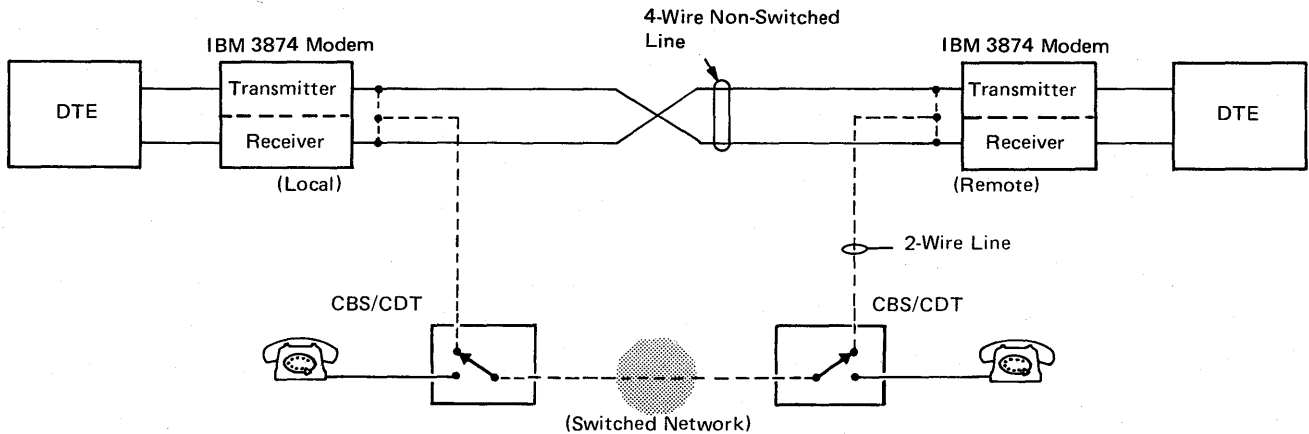 4-Wire Non-Switched
Line
IBM 3874 Modem
IBM 3874 Modem
DTE
Transmitter
Receiver
(Local)
Transmitter
Receiver
(Remote)
DTE
2-Wire Line
CBS/CDT
CBS/CDT
(Switched Network)